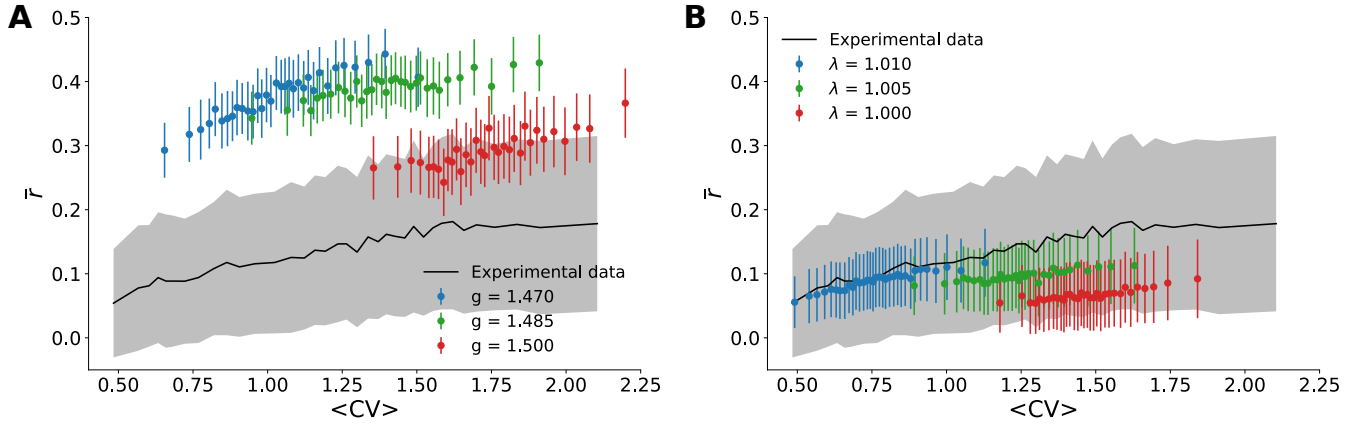 A
0.5
0.4
0.3
0.2
0.1
0.0
r̅
0.50 0.75 1.00 1.25 1.50 1.75 2.00 2.25
<CV>
Experimental data
g = 1.470
g = 1.485
g = 1.500
B
0.5
0.4
0.3
0.2
0.1
0.0
r̅
0.50 0.75 1.00 1.25 1.50 1.75 2.00 2.25
<CV>
Experimental data
λ = 1.010
λ = 1.005
λ = 1.000